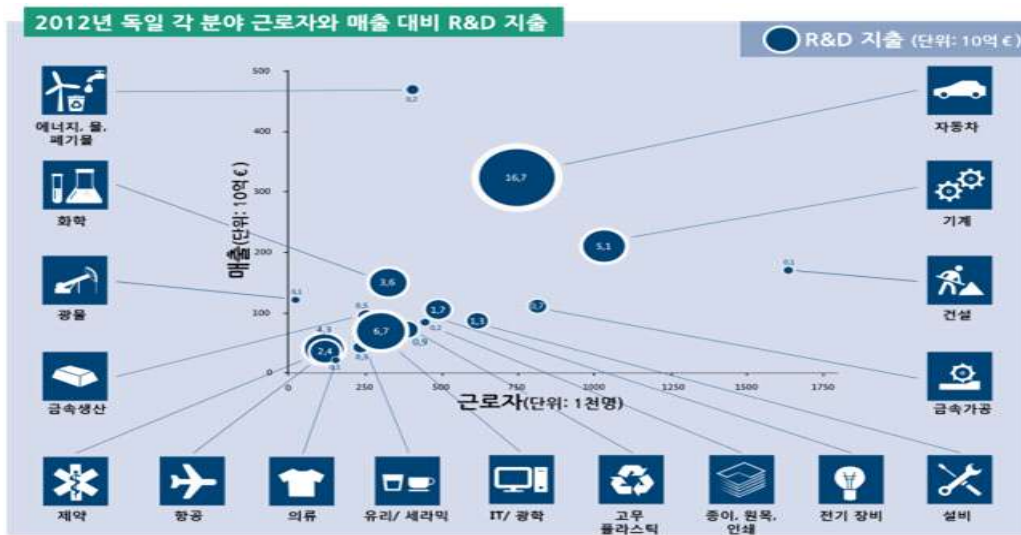 2012년 독일 각 분야 근로자와 매출 대비 R&D 지출
R&D 지출 (단위: 10억 €)
에너지, 물,
폐기물
화학
광물
금속생산
매출(단위: 10억 €)
500
400
300
200
100
0
0,2
16,7
5,1
0,1
3,6
0,1
0,5
1,7
0,7
1,3
6,7
0,2
0,9
4,3
2,4
0,3
0,1
0
250
500
750
1000
1250
1500
1750
근로자(단위: 1천명)
자동차
기계
건설
금속가공
제약
항공
의류
유리/ 세라믹
IT/ 광학
고무
플라스틱
종이, 원목,
인쇄
전기 장비
설비